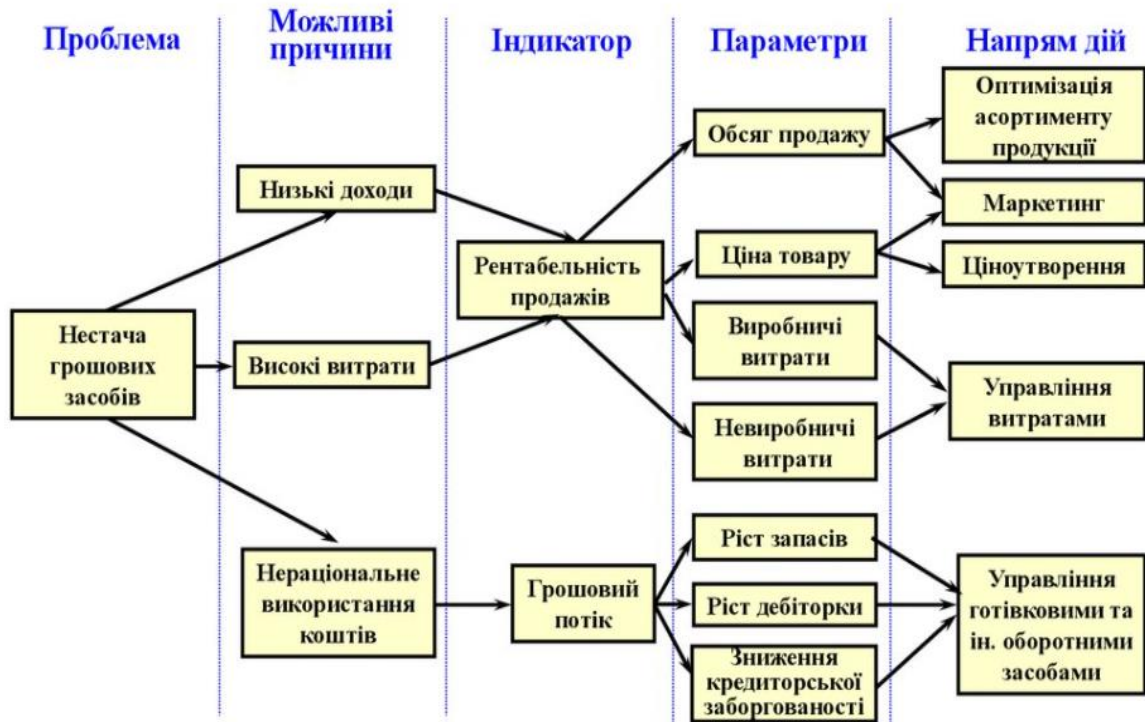 Проблема
Можливі
причини
Індикатор
Параметри
Напрям дій
Нестача
грошових
засобів
Низькі доходи
Високі витрати
Нераціональне
використання
коштів
Рентабельність
продажів
Грошовий
потік
Обсяг продажу
Ціна товару
Виробничі
витрати
Невиробничі
витрати
Ріст запасів
Ріст дебіторки
Зниження
кредиторської
заборгованості
Оптимізація
асортименту
продукції
Маркетинг
Ціноутворення
Управління
витратами
Управління
готівковими та
ін. оборотними
засобами